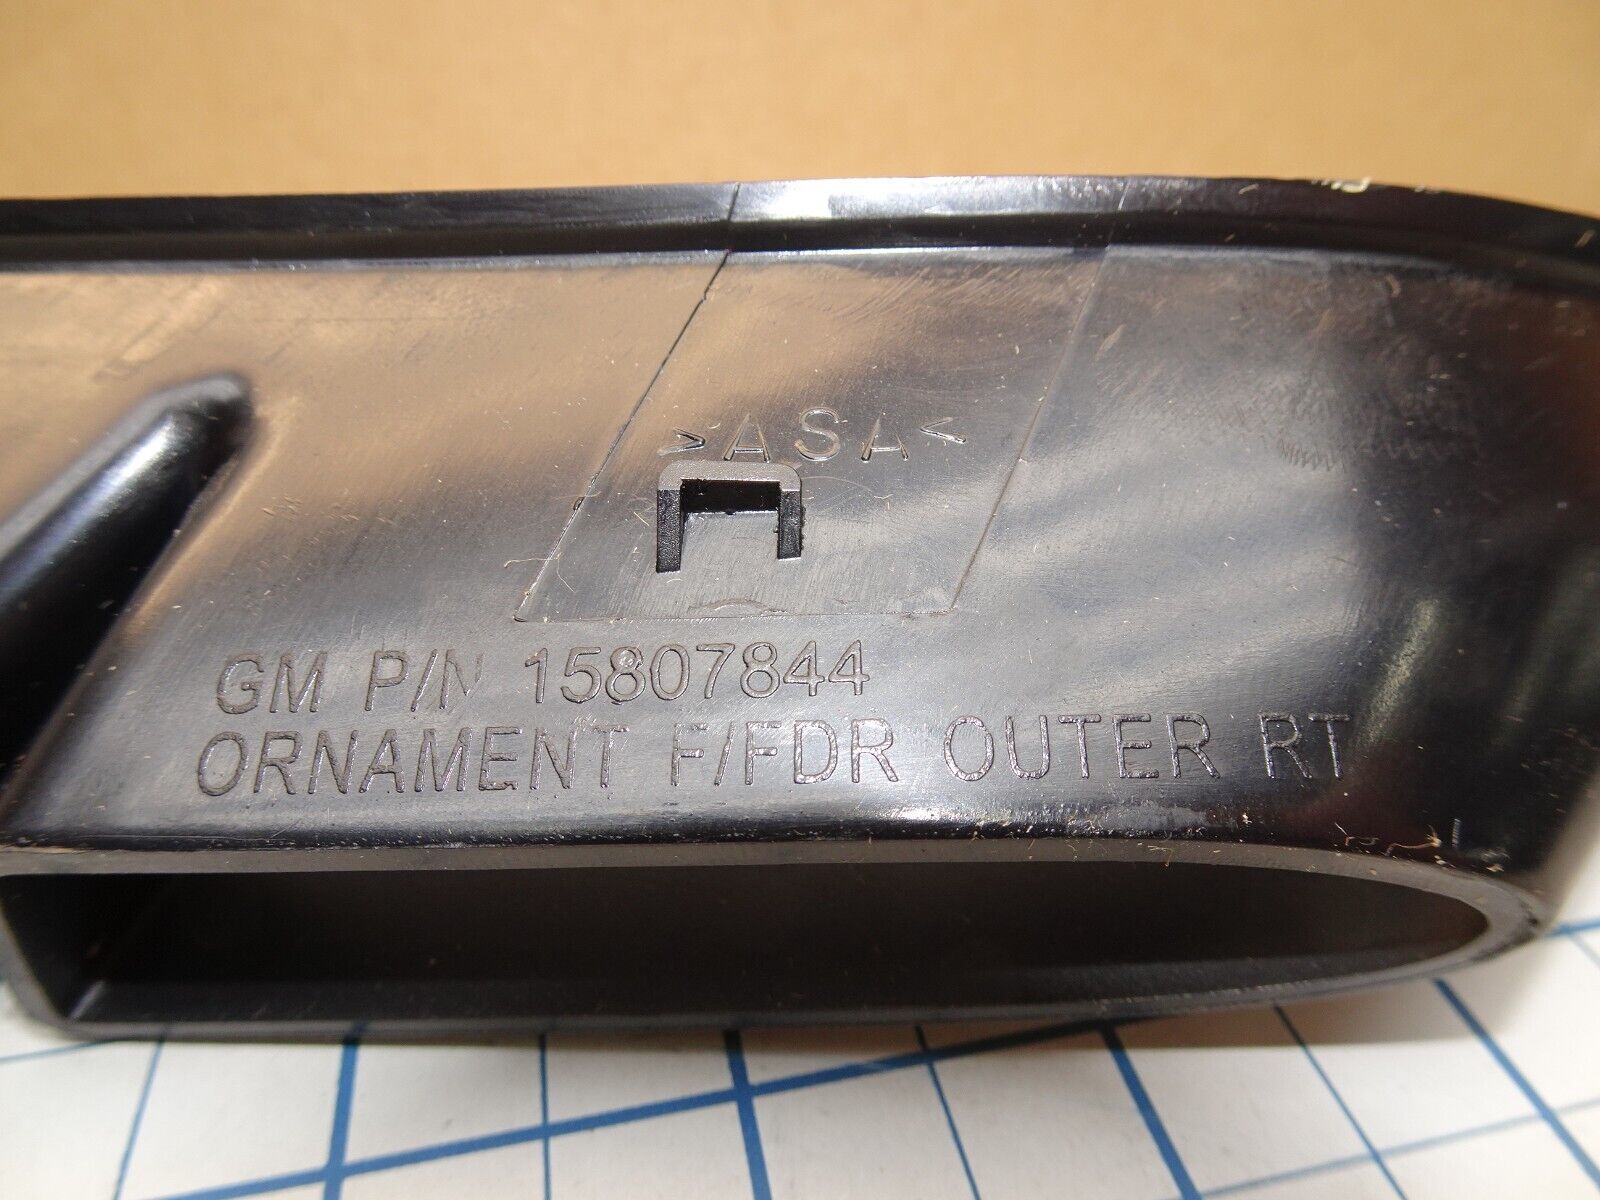 >ASA<
GM P/N 15807844
ORNAMENT F/FDR OUTER RT